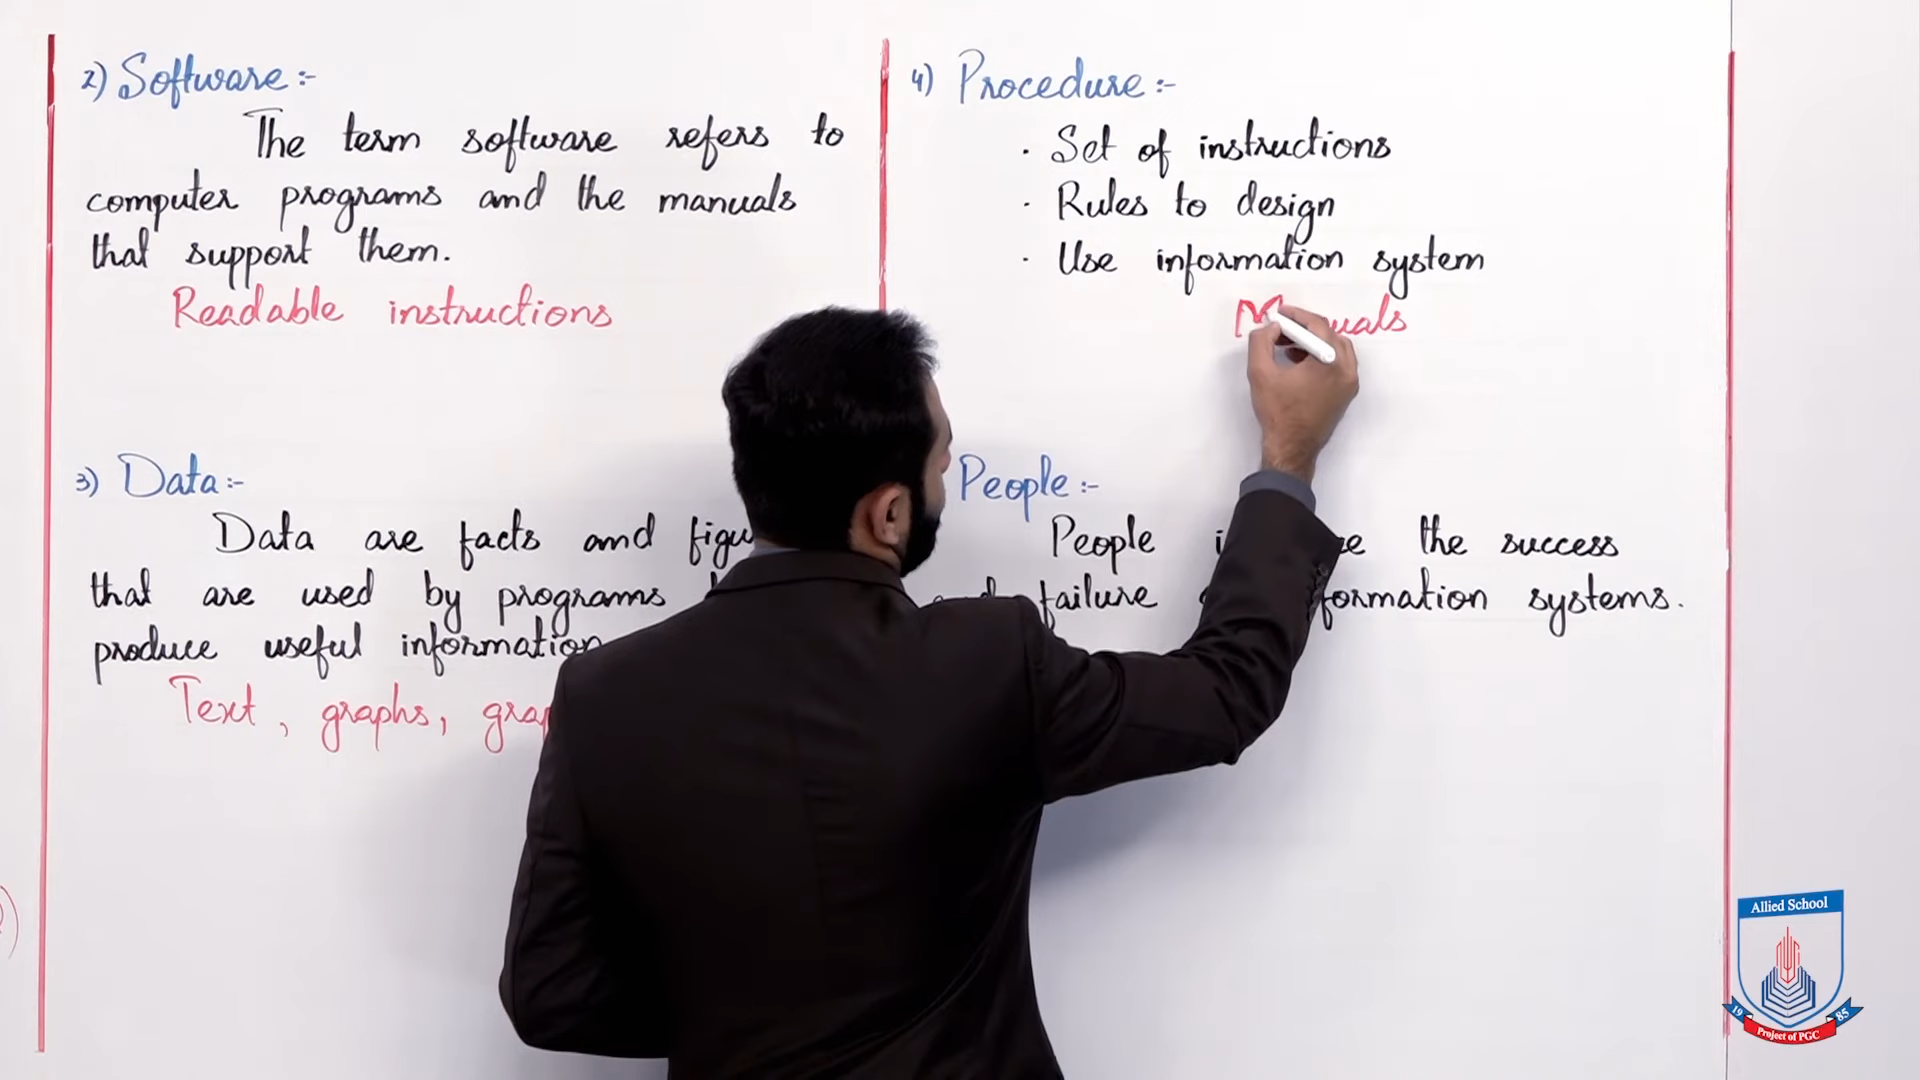 2) Software:-
The term software refers to
computer programs and the manuals
that support them.
Readable instructions
3) Data:-
Data are facts and
that are used by programs
produce useful information
Text, graphs,
4) Procedure:-
· Set of instructions
· Rules to design
· Use information system
People:-
People the success
failure systems.
Allied School
19 85
Project of PGC